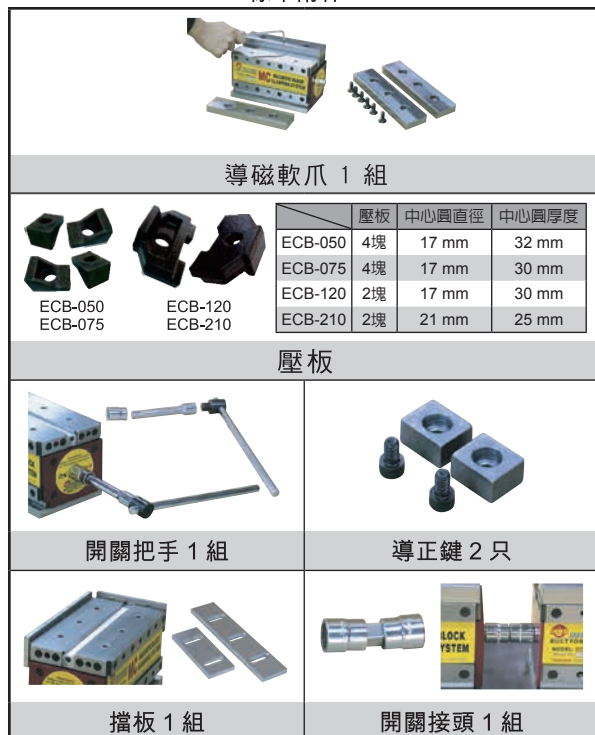 MC
導磁軟爪 1 組
壓板 中心圓直徑 中心圓厚度
ECB-050 4塊 17 mm 32 mm
ECB-075 4塊 17 mm 30 mm
ECB-120 2塊 17 mm 30 mm
ECB-210 2塊 21 mm 25 mm
ECB-050 ECB-120
ECB-075 ECB-210
壓板
開關把手 1 組
導正鍵 2 只
BLOCK
SYSTEM
擋板 1 組
開關接頭 1 組